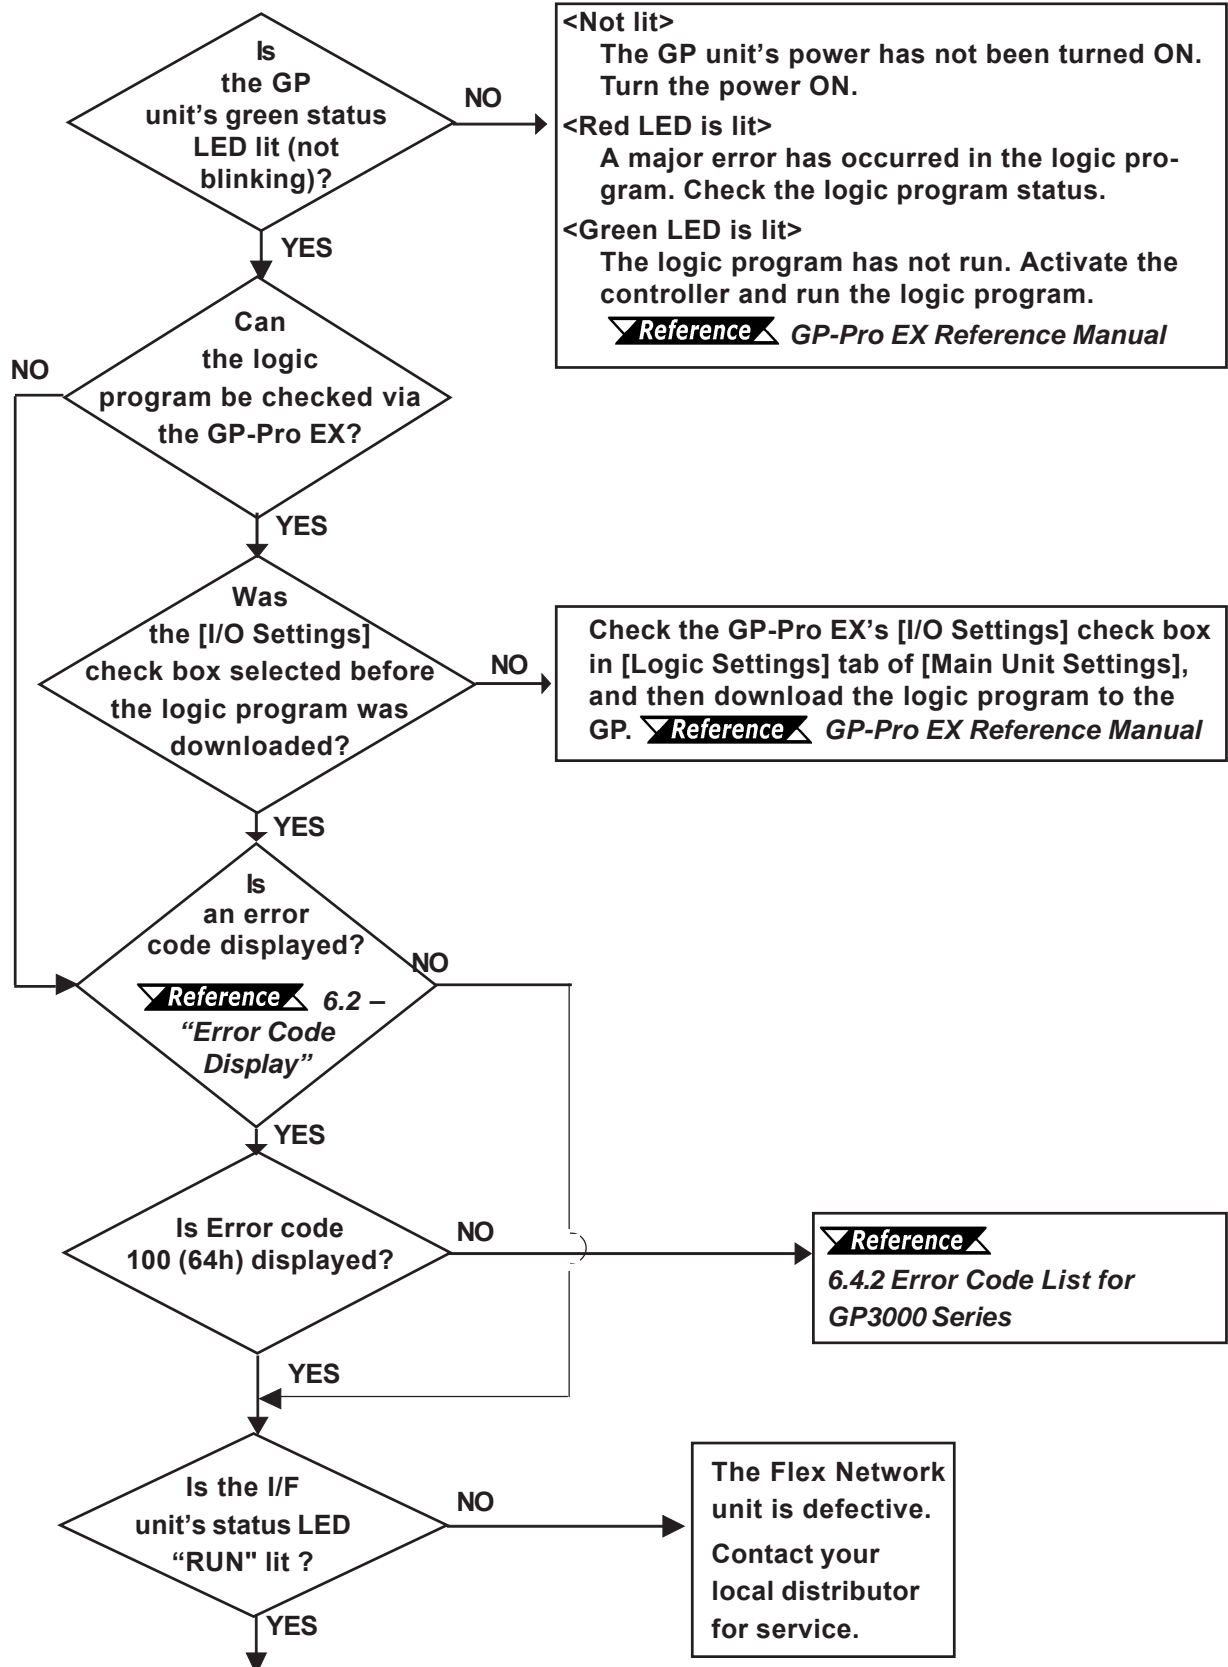 Is
the GP
unit's green status
LED lit (not
blinking)?
NO
YES
<Not lit>
The GP unit's power has not been turned ON.
Turn the power ON.
<Red LED is lit>
A major error has occurred in the logic pro-
gram. Check the logic program status.
<Green LED is lit>
The logic program has not run. Activate the
controller and run the logic program.
Reference GP-Pro EX Reference Manual
Can
the logic
program be checked via
the GP-Pro EX?
NO
YES
Was
the [I/O Settings]
check box selected before
the logic program was
downloaded?
NO
YES
Check the GP-Pro EX's [I/O Settings] check box
in [Logic Settings] tab of [Main Unit Settings],
and then download the logic program to the
GP. Reference GP-Pro EX Reference Manual
Is
an error
code displayed?
Reference 6.2 –
“Error Code
Display”
NO
YES
Is Error code
100 (64h) displayed?
NO
YES
Reference
6.4.2 Error Code List for
GP3000 Series
Is the I/F
unit's status LED
“RUN" lit ?
NO
YES
The Flex Network
unit is defective.
Contact your
local distributor
for service.